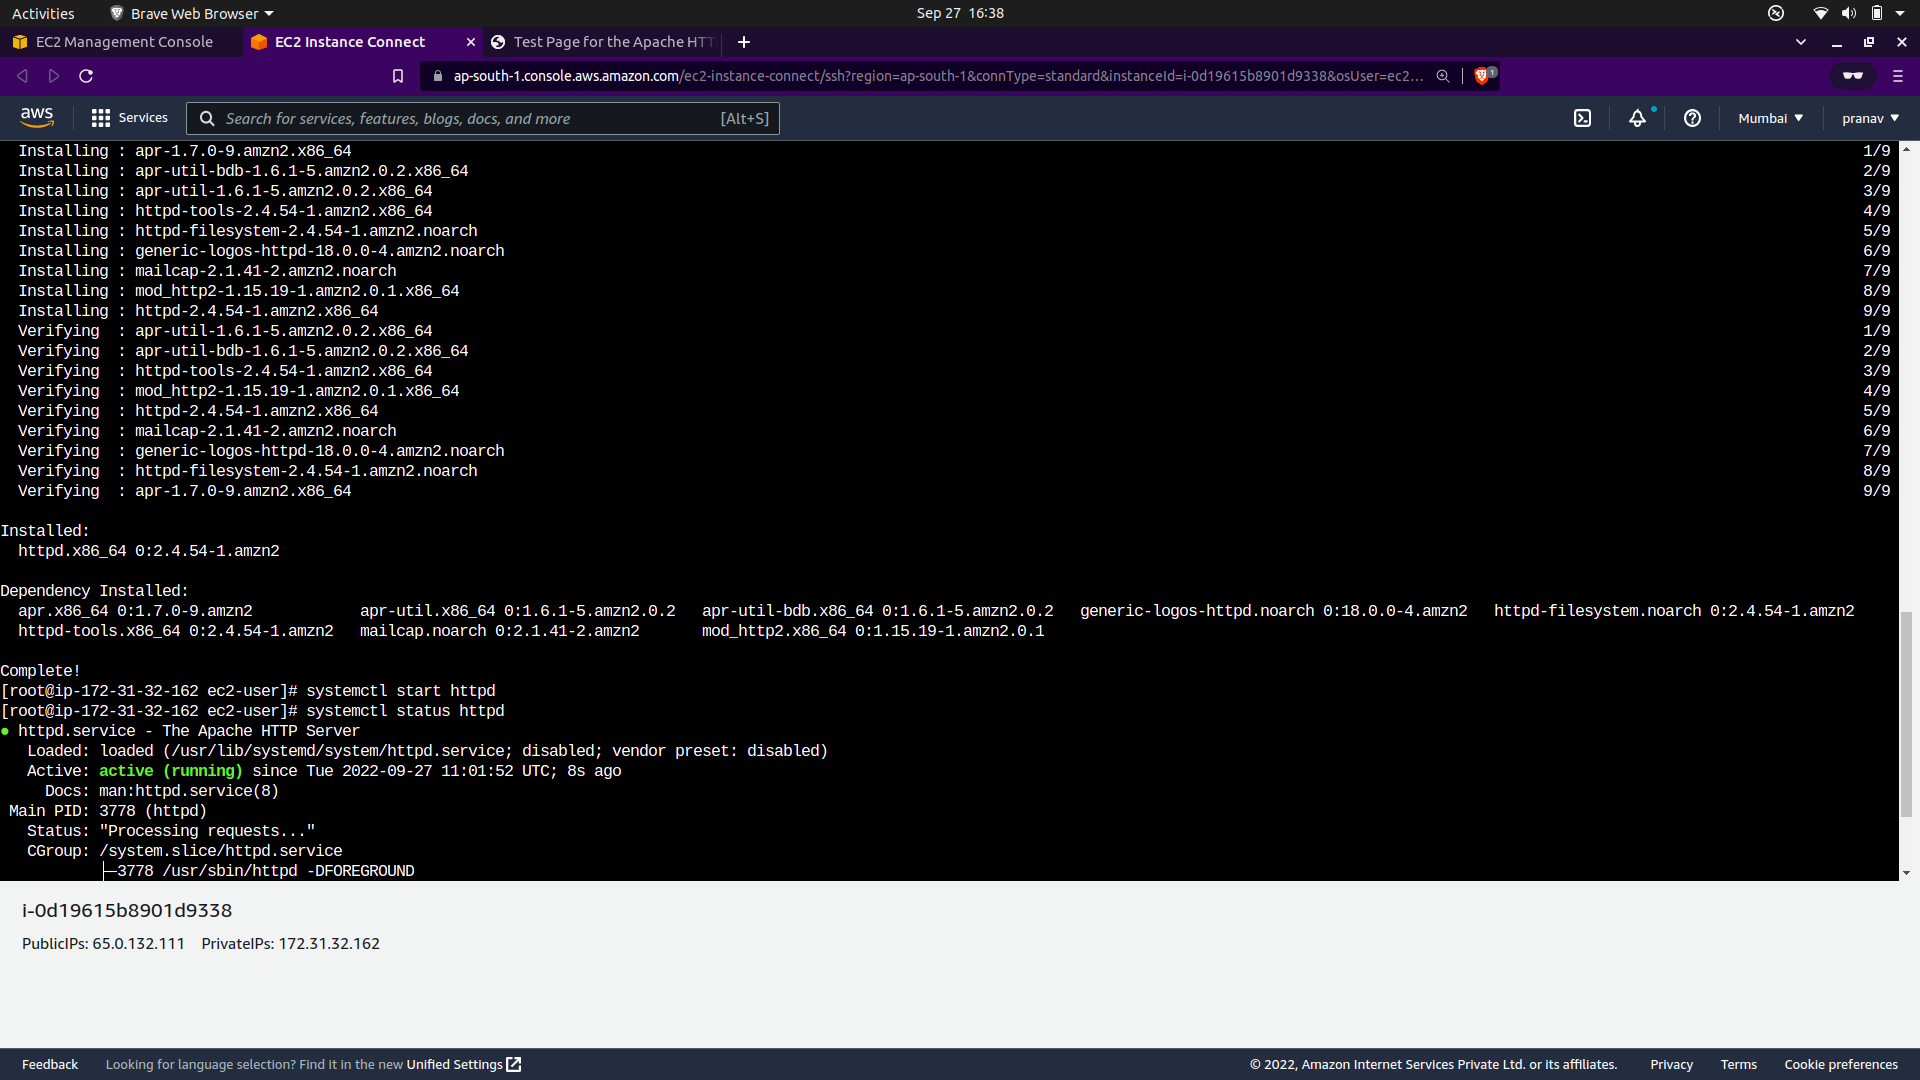 Activities
Brave Web Browser
Sep 27 16:38
EC2 Management Console
EC2 Instance Connect
Test Page for the Apache HTT
ap-south-1.console.aws.amazon.com/ec2-instance-connect/ssh?region=ap-south-1&connType=standard&instanceId=i-0d19615b8901d9338&osUser=ec2...
1
aws
Services
Search for services, features, blogs, docs, and more
[Alt+S]
Mumbai
pranav
Installing : apr-1.7.0-9.amzn2.x86_64 1/9
Installing : apr-util-bdb-1.6.1-5.amzn2.0.2.x86_64 2/9
Installing : apr-util-1.6.1-5.amzn2.0.2.x86_64 3/9
Installing : httpd-tools-2.4.54-1.amzn2.x86_64 4/9
Installing : httpd-filesystem-2.4.54-1.amzn2.noarch 5/9
Installing : generic-logos-httpd-18.0.0-4.amzn2.noarch 6/9
Installing : mailcap-2.1.41-2.amzn2.noarch 7/9
Installing : mod_http2-1.15.19-1.amzn2.0.1.x86_64 8/9
Installing : httpd-2.4.54-1.amzn2.x86_64 9/9
Verifying : apr-util-1.6.1-5.amzn2.0.2.x86_64 1/9
Verifying : apr-util-bdb-1.6.1-5.amzn2.0.2.x86_64 2/9
Verifying : httpd-tools-2.4.54-1.amzn2.x86_64 3/9
Verifying : mod_http2-1.15.19-1.amzn2.0.1.x86_64 4/9
Verifying : httpd-2.4.54-1.amzn2.x86_64 5/9
Verifying : mailcap-2.1.41-2.amzn2.noarch 6/9
Verifying : generic-logos-httpd-18.0.0-4.amzn2.noarch 7/9
Verifying : httpd-filesystem-2.4.54-1.amzn2.noarch 8/9
Verifying : apr-1.7.0-9.amzn2.x86_64 9/9
Installed:
httpd.x86_64 0:2.4.54-1.amzn2
Dependency Installed:
apr.x86_64 0:1.7.0-9.amzn2 apr-util.x86_64 0:1.6.1-5.amzn2.0.2 apr-util-bdb.x86_64 0:1.6.1-5.amzn2.0.2 generic-logos-httpd.noarch 0:18.0.0-4.amzn2 httpd-filesystem.noarch 0:2.4.54-1.amzn2
httpd-tools.x86_64 0:2.4.54-1.amzn2 mailcap.noarch 0:2.1.41-2.amzn2 mod_http2.x86_64 0:1.15.19-1.amzn2.0.1
Complete!
[root@ip-172-31-32-162 ec2-user]# systemctl start httpd
[root@ip-172-31-32-162 ec2-user]# systemctl status httpd
● httpd.service - The Apache HTTP Server
Loaded: loaded (/usr/lib/systemd/system/httpd.service; disabled; vendor preset: disabled)
Active: active (running) since Tue 2022-09-27 11:01:52 UTC; 8s ago
Docs: man:httpd.service(8)
Main PID: 3778 (httpd)
Status: "Processing requests..."
CGroup: /system.slice/httpd.service
├─3778 /usr/sbin/httpd -DFOREGROUND
i-0d19615b8901d9338
PublicIPs: 65.0.132.111 PrivateIPs: 172.31.32.162
Feedback
Looking for language selection? Find it in the new Unified Settings
© 2022, Amazon Internet Services Private Ltd. or its affiliates.
Privacy
Terms
Cookie preferences